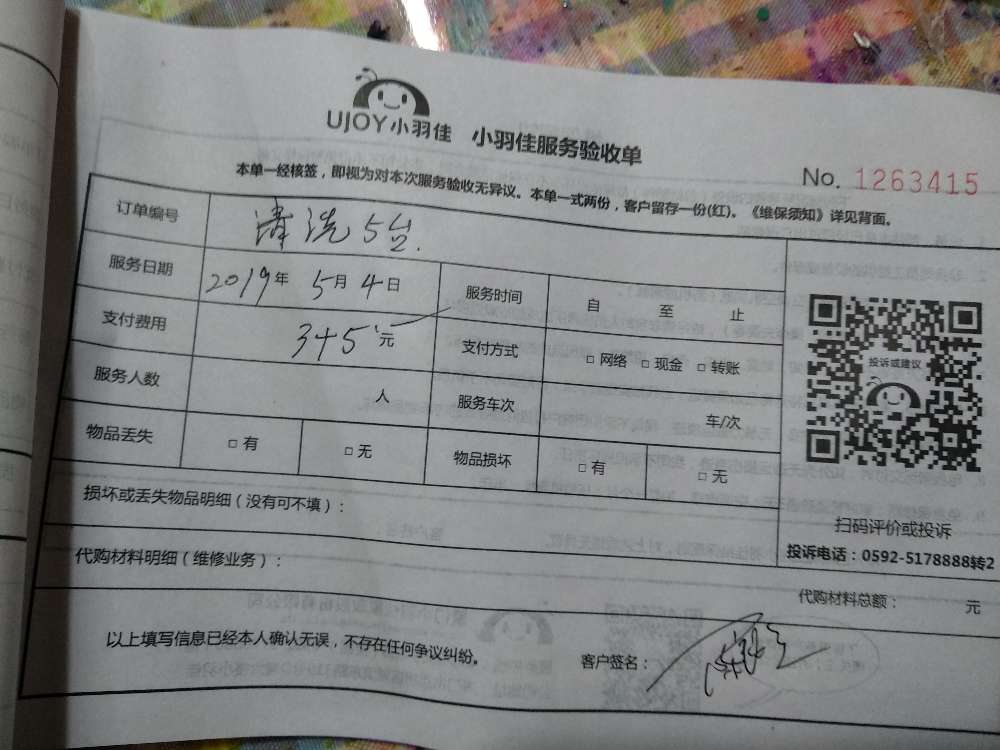 UJOY小羽佳 小羽佳服务验收单
No. 1263415
本单一经核签，即视为对本次服务验收无异议。本单一式两份，客户留存一份(红)。《维保须知》详见背面。
订单编号 清洗5台.
服务日期 2019年 5月 4日 服务时间 自 至 止
支付费用 345元 支付方式 □ 网络 □ 现金 □ 转账
服务人数 人 服务车次 车/次
物品丢失 □ 有 □ 无 物品损坏 □ 有 □ 无
投诉或建议
扫码评价或投诉
投诉电话：0592-5178888转2
损坏或丢失物品明细（没有可不填）：
代购材料明细（维修业务）：
代购材料总额： 元
以上填写信息已经本人确认无误，不存在任何争议纠纷。
客户签名：